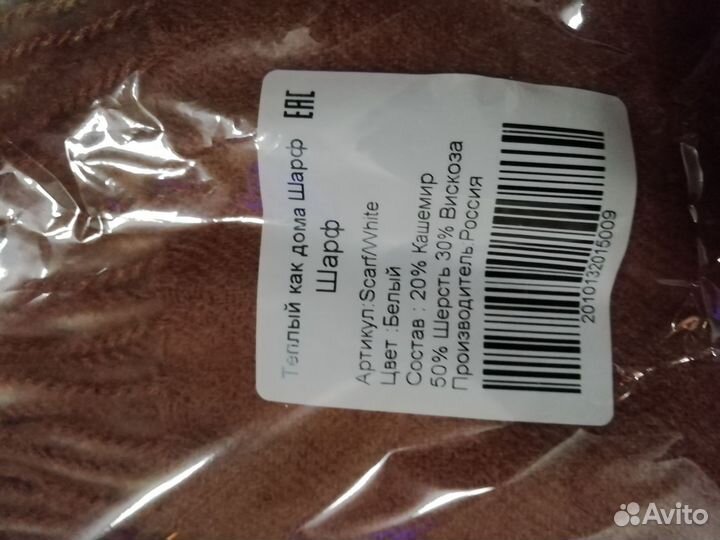 Теплый как дома Шарф
Шарф
EAC
Артикул:Scarf/White
Цвет :Белый
Состав : 20% Кашемир
50% Шерсть 30% Вискоза
Производитель:Россия
2010132015009
Avito